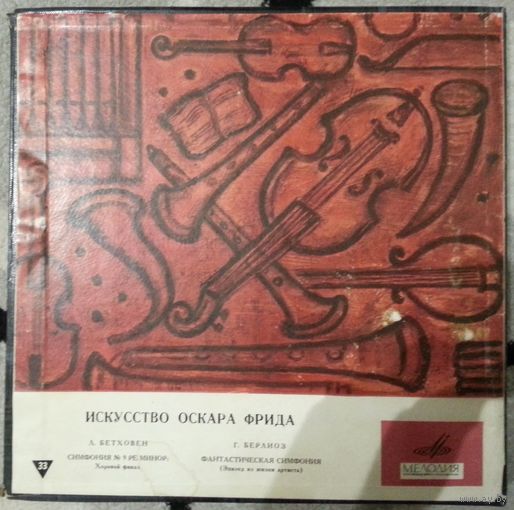 ИСКУССТВО ОСКАРА ФРИДА
Л. БЕТХОВЕН
СИМФОНИЯ № 9 РЕ МИНОР:
Хоровой финал
Г. БЕРЛИОЗ
ФАНТАСТИЧЕСКАЯ СИМФОНИЯ
(Эпизод из жизни артиста)
33
МЕЛОДИЯ